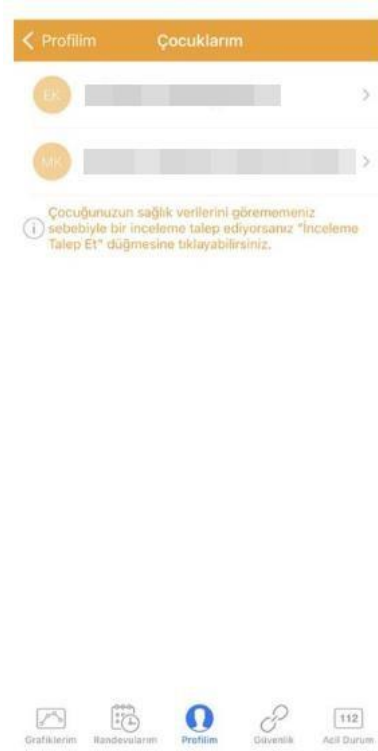 Profilim
Çocuklarım
EK
MK
Çocuğunuzun sağlık verilerini görememeniz
sebebiyle bir inceleme talep ediyorsanız "İnceleme
Talep Et" düğmesine tıklayabilirsiniz.
112
Grafiklerim Randevularım Profilim Güvenlik Acil Durum